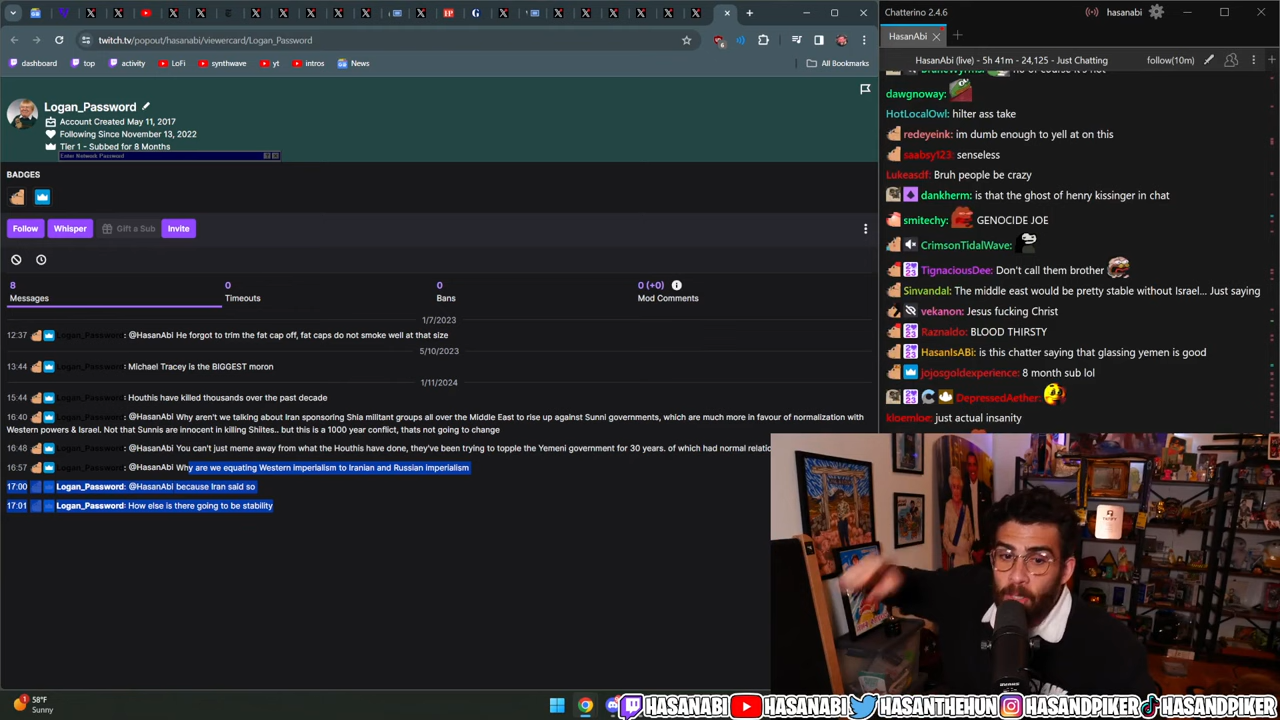 twitch.tv/popout/hasanabi/viewercard/Logan_Password
dashboard top activity LoFi synthwave yt intros News All Bookmarks
Logan_Password
Account Created May 11, 2017
Following Since November 13, 2022
Tier 1 - Subbed for 8 Months
Enter Network Password
BADGES
Follow Whisper Gift a Sub Invite
8 0 0 0 (+0)
Messages Timeouts Bans Mod Comments
1/7/2023
12:37 Logan_Password: @HasanAbi He forgot to trim the fat cap off, fat caps do not smoke well at that size
5/10/2023
13:44 Logan_Password: Michael Tracey is the BIGGEST moron
1/11/2024
15:44 Logan_Password: Houthis have killed thousands over the past decade
16:40 Logan_Password: @HasanAbi Why aren't we talking about Iran sponsoring Shia militant groups all over the Middle East to rise up against Sunni governments, which are much more in favour of normalization with
Western powers & Israel. Not that Sunnis are innocent in killing Shiites.. but this is a 1000 year conflict, thats not going to change
16:48 Logan_Password: @HasanAbi You can't just meme away from what the Houthis have done, they've been trying to topple the Yemeni government for 30 years. of which had normal
16:57 Logan_Password: @HasanAbi Why are we equating Western imperialism to Iranian and Russian imperialism
17:00 Logan_Password: @HasanAbi because Iran said so
17:01 Logan_Password: How else is there going to be stability
Chatterino 2.4.6
hasanabi
HasanAbi
HasanAbi (live) - 5h 41m - 24,125 - Just Chatting follow(10m)
dawgnoway:
HotLocalOwl: hilter ass take
redeyeink: im dumb enough to yell at on this
saabsy123: senseless
Lukeasdf: Bruh people be crazy
dankherm: is that the ghost of henry kissinger in chat
smitechy: GENOCIDE JOE
CrimsonTidalWave:
TignaciousDee: Don't call them brother
Sinvandal: The middle east would be pretty stable without Israel... Just saying
vekanon: Jesus fucking Christ
Raznaldo: BLOOD THIRSTY
HasanIsABi: is this chatter saying that glassing yemen is good
jojosgoldexperience: 8 month sub lol
DepressedAether:
kloemloe: just actual insanity
58°F
Sunny
HASANABI HASANABI HASANTHEHUN HASANDPIKER HASANDPIKER